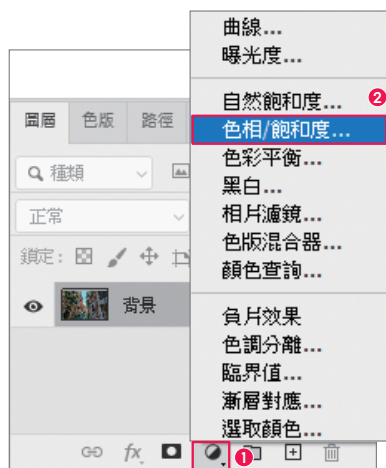 曲線...
曝光度...
自然飽和度...
2
色相/飽和度...
色彩平衡...
黑白...
相片濾鏡...
色版混合器...
顏色查詢...
負片效果
色調分離...
臨界值...
漸層對應...
選取顏色...
圖層 色版 路徑
種類
正常
鎖定：
背景
fx
1